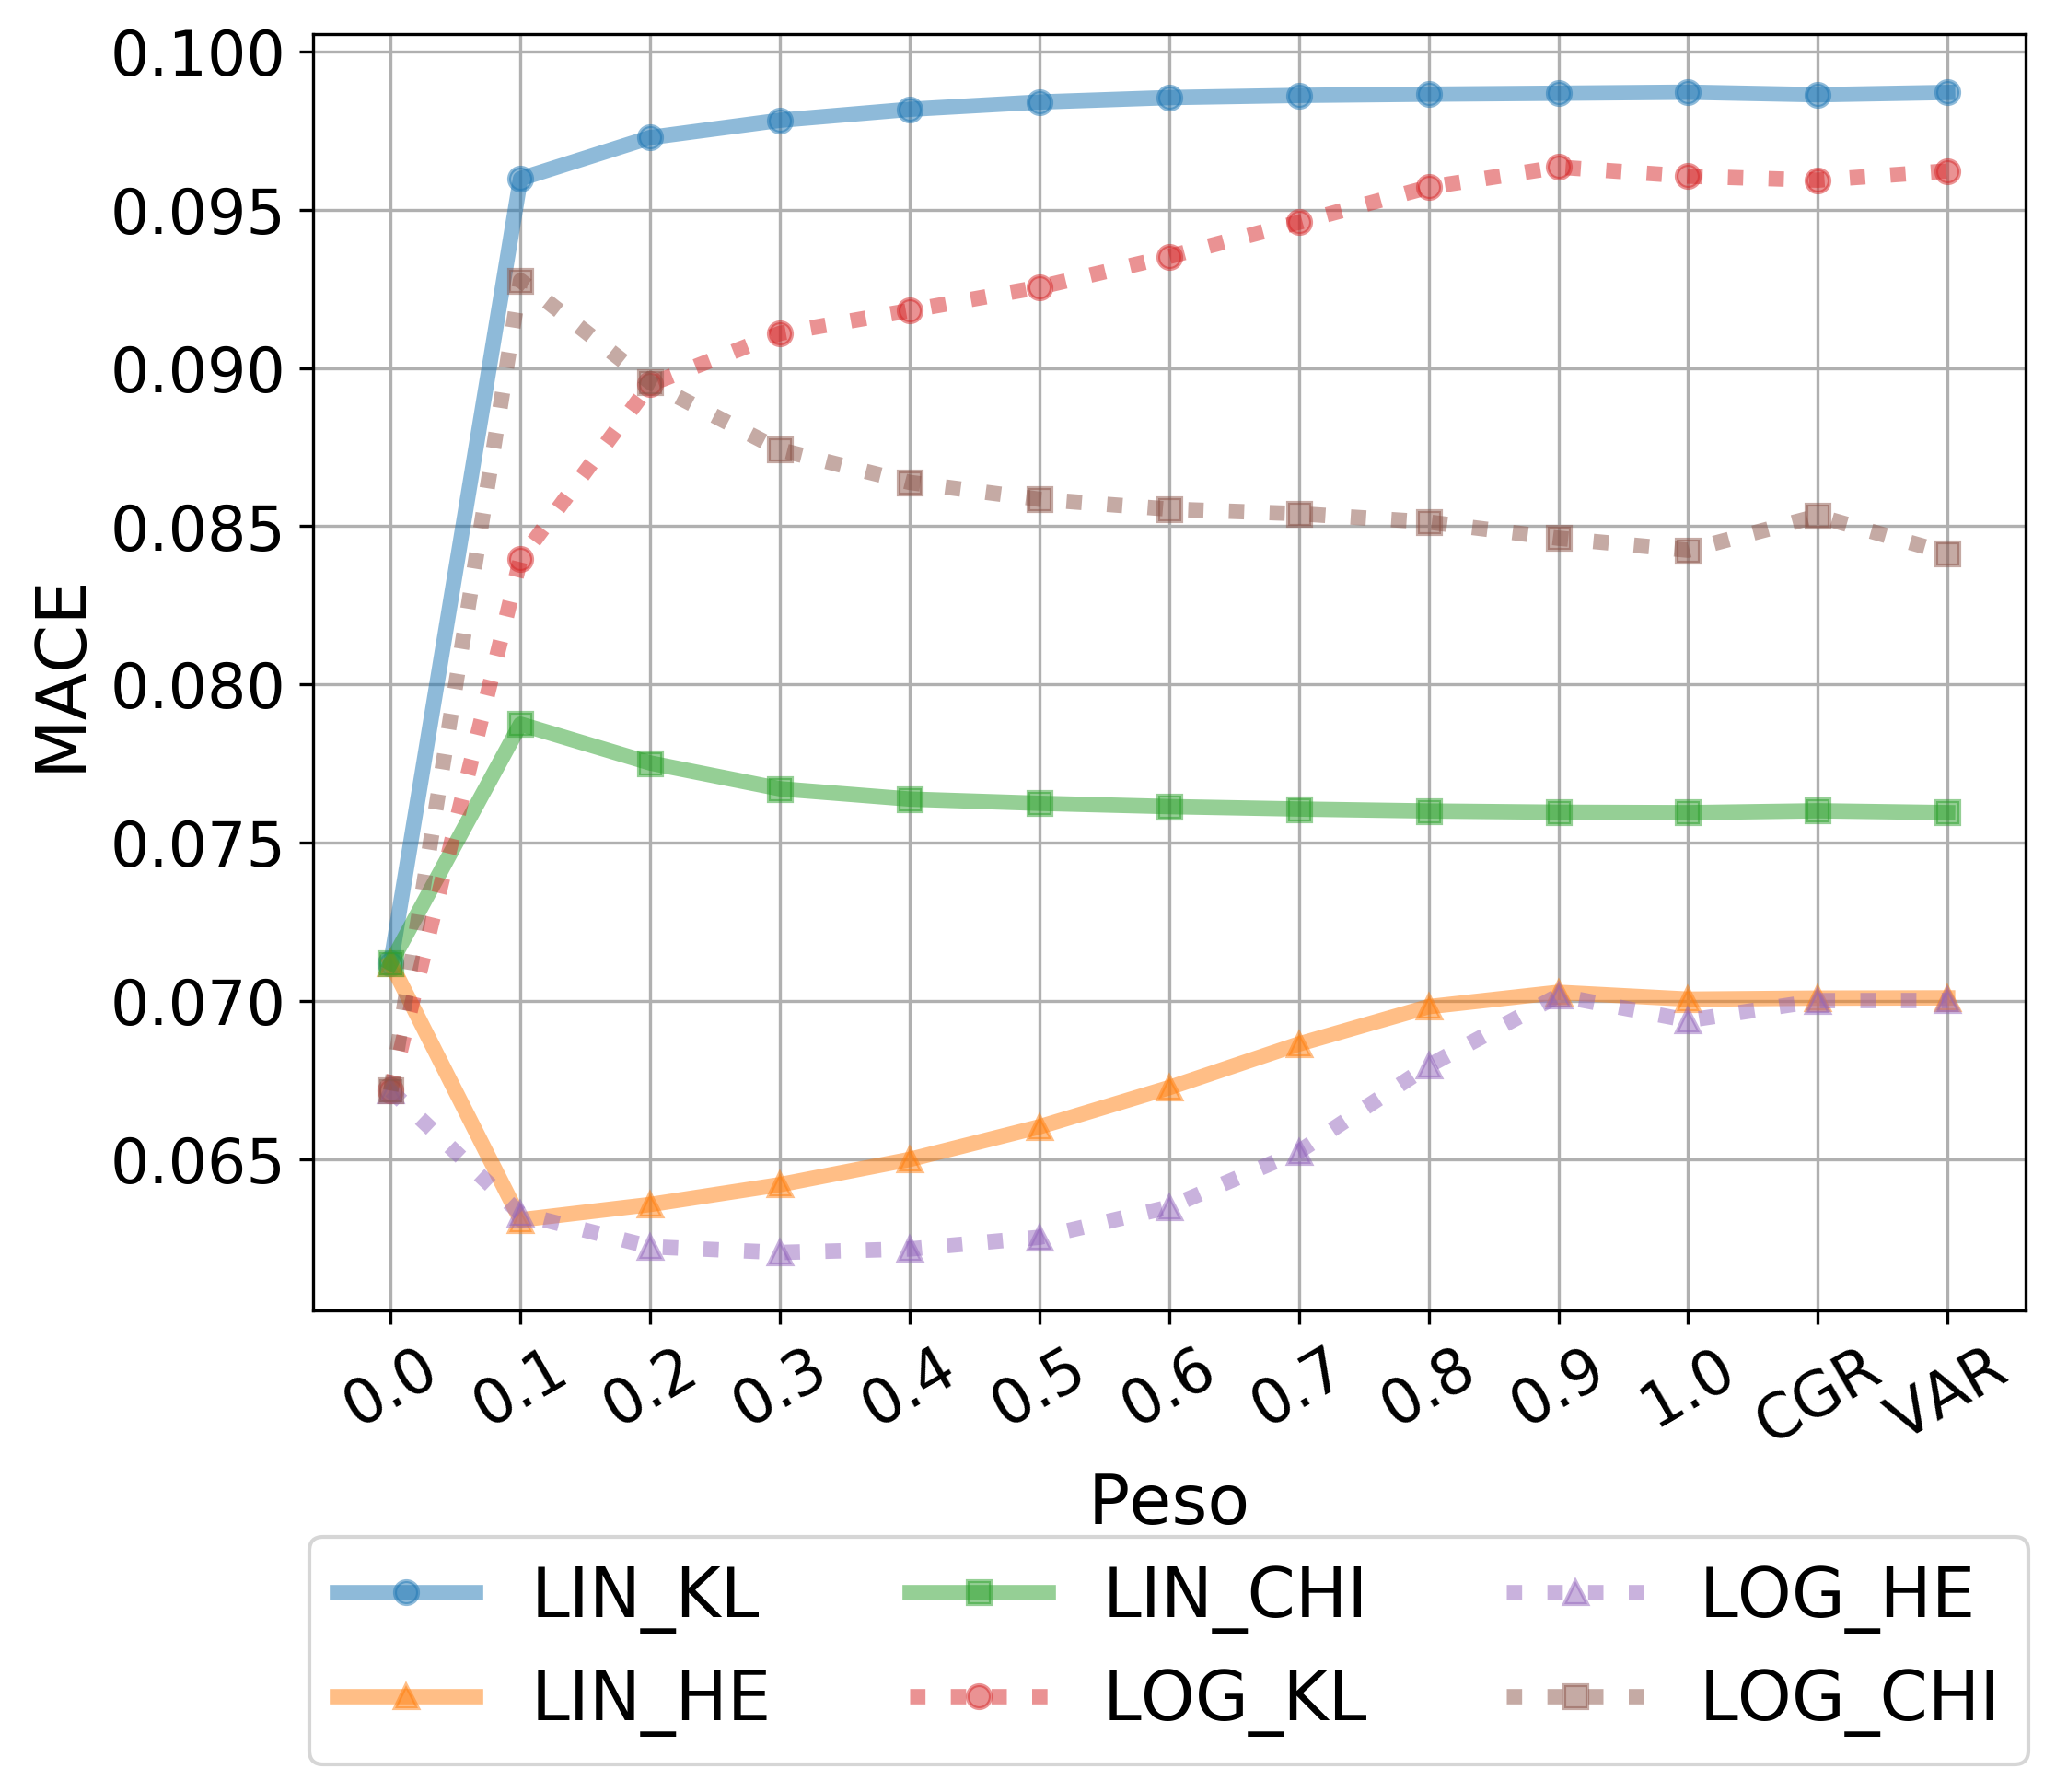 0.100
0.095
0.090
0.085
0.080
0.075
0.070
0.065
MACE
0.0 0.1 0.2 0.3 0.4 0.5 0.6 0.7 0.8 0.9 1.0 CGR VAR
Peso
LIN_KL LIN_CHI LOG_HE
LIN_HE LOG_KL LOG_CHI